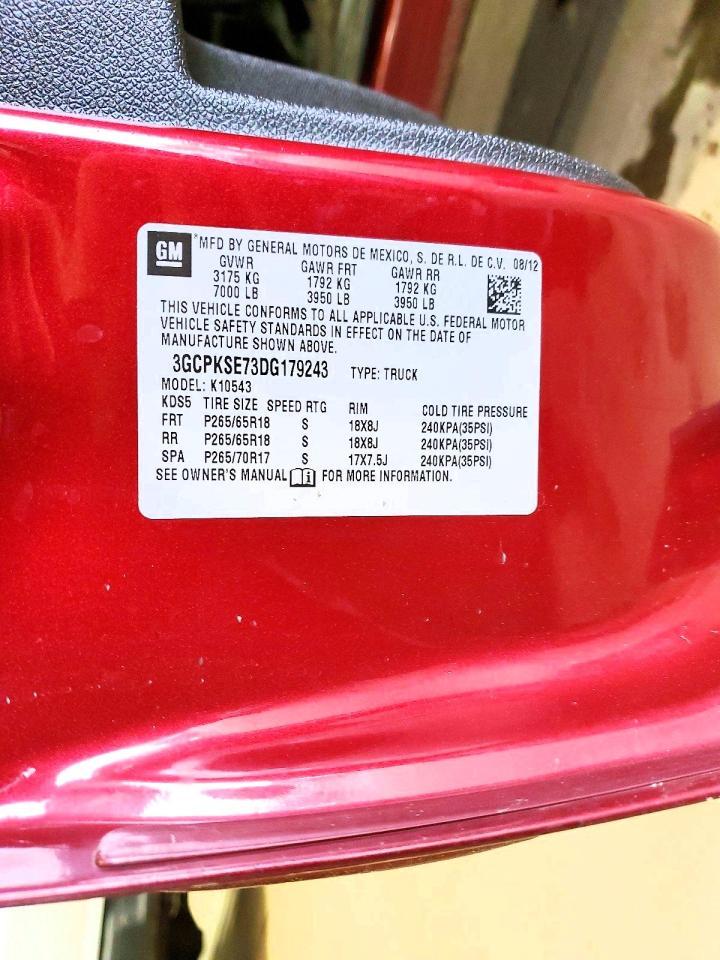 GM *MFD BY GENERAL MOTORS DE MEXICO, S. DE R.L. DE C.V. 08/12
GVWR GAWR FRT GAWR RR
3175 KG 1792 KG 1792 KG
7000 LB 3950 LB 3950 LB
THIS VEHICLE CONFORMS TO ALL APPLICABLE U.S. FEDERAL MOTOR
VEHICLE SAFETY STANDARDS IN EFFECT ON THE DATE OF
MANUFACTURE SHOWN ABOVE.
3GCPKSE73DG179243 TYPE: TRUCK
MODEL: K10543
KDS5 TIRE SIZE SPEED RTG RIM COLD TIRE PRESSURE
FRT P265/65R18 S 18X8J 240KPA(35PSI)
RR P265/65R18 S 18X8J 240KPA(35PSI)
SPA P265/70R17 S 17X7.5J 240KPA(35PSI)
SEE OWNER'S MANUAL FOR MORE INFORMATION.